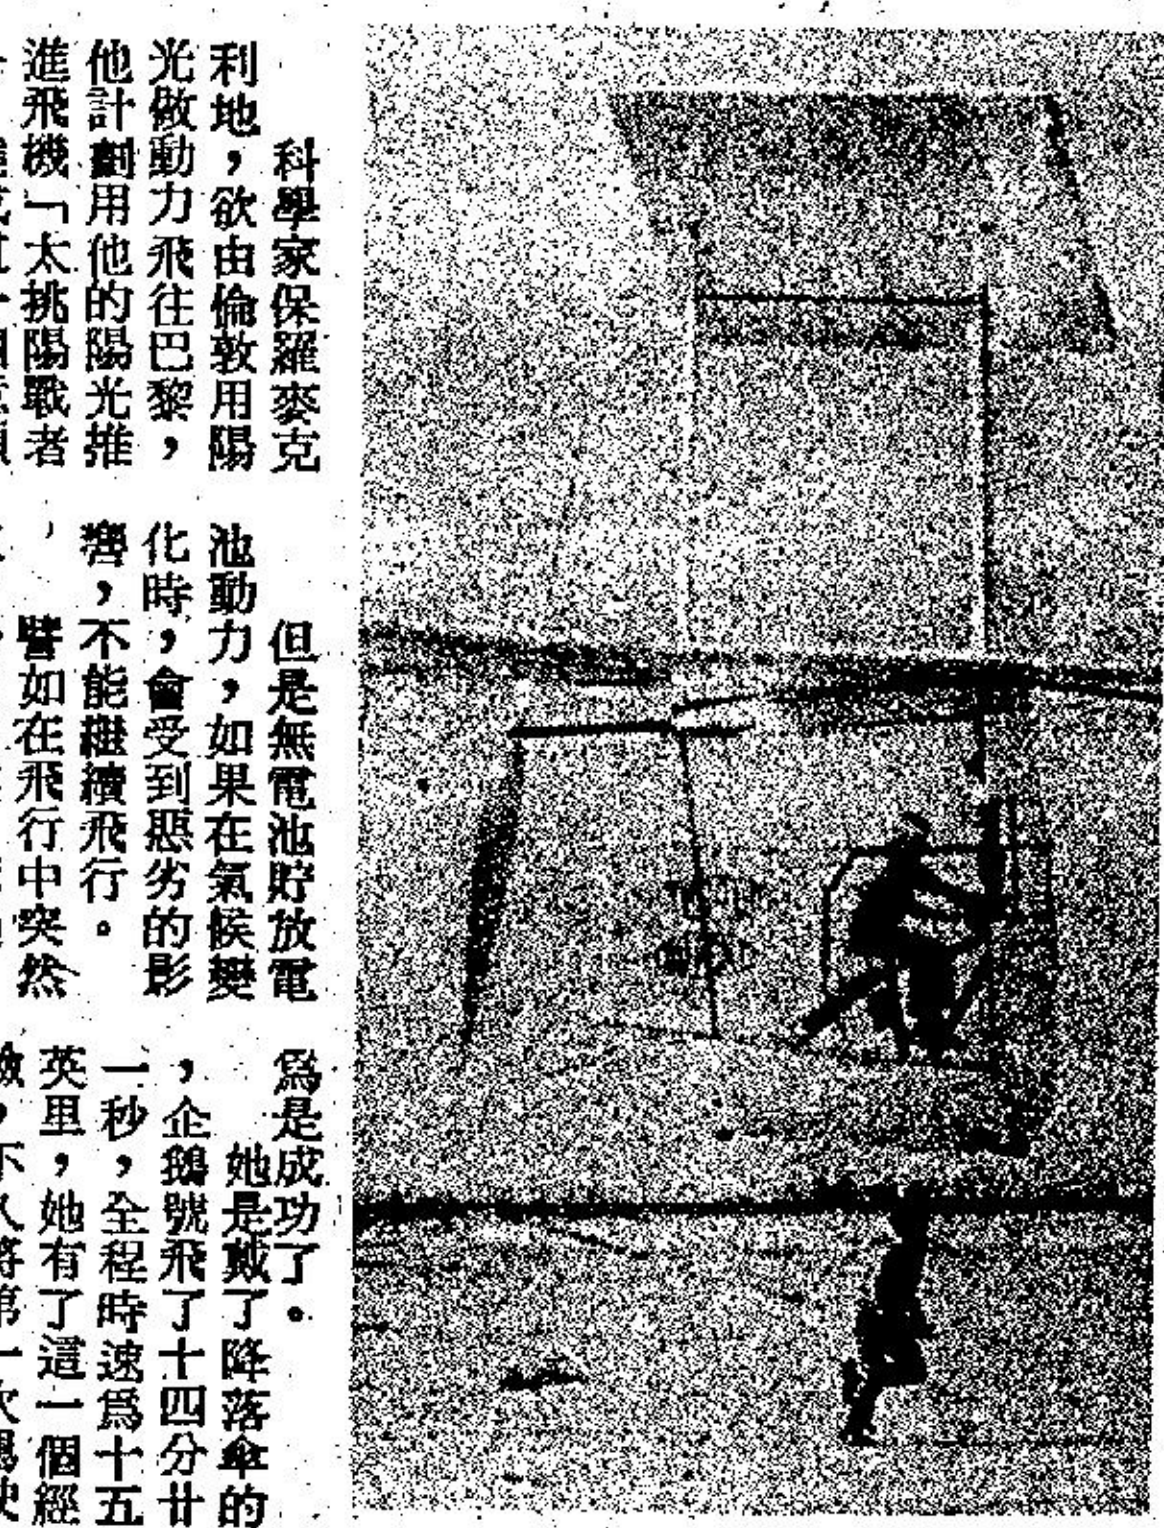 科學家保羅麥克
利地，欲由倫敦用陽
光做動力飛往巴黎，
他計劃用他的陽光推
進飛機「太挑陽戰者
但是無電池貯放電
池動力，如果在氣候變
化時，會受到惡劣的影
響，不能繼續飛行。
譬如在飛行中突然
爲是成功了。
她是戴了降落傘的
，企鵝號飛了十四分廿
一秒，全程時速爲十五
英里，她有了這一個經